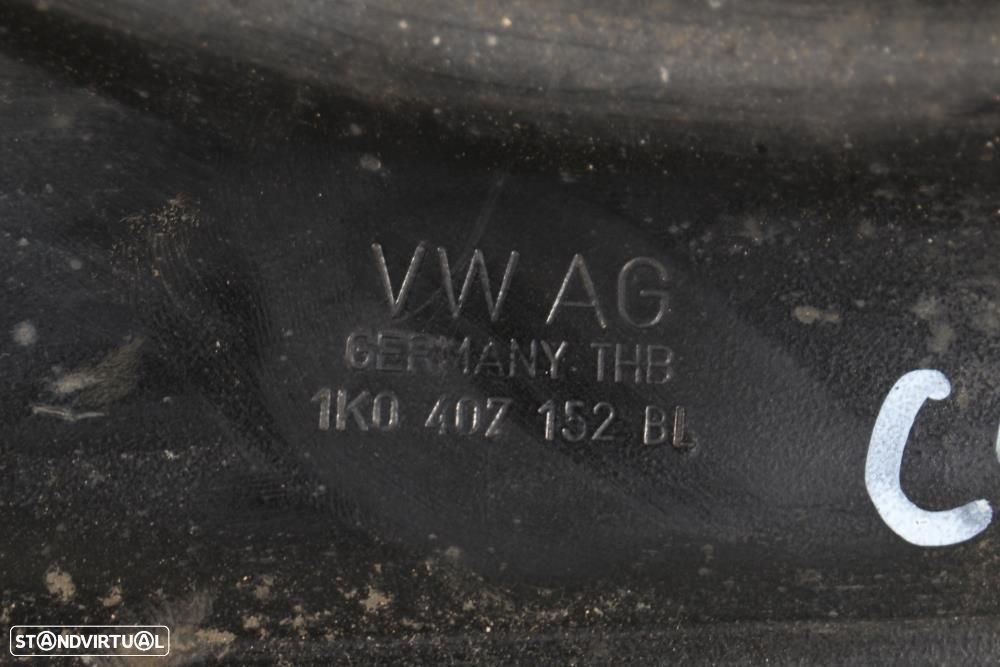 VW AG
GERMANY THB
1K0 407 152 BL
C
STANDVIRTUAL